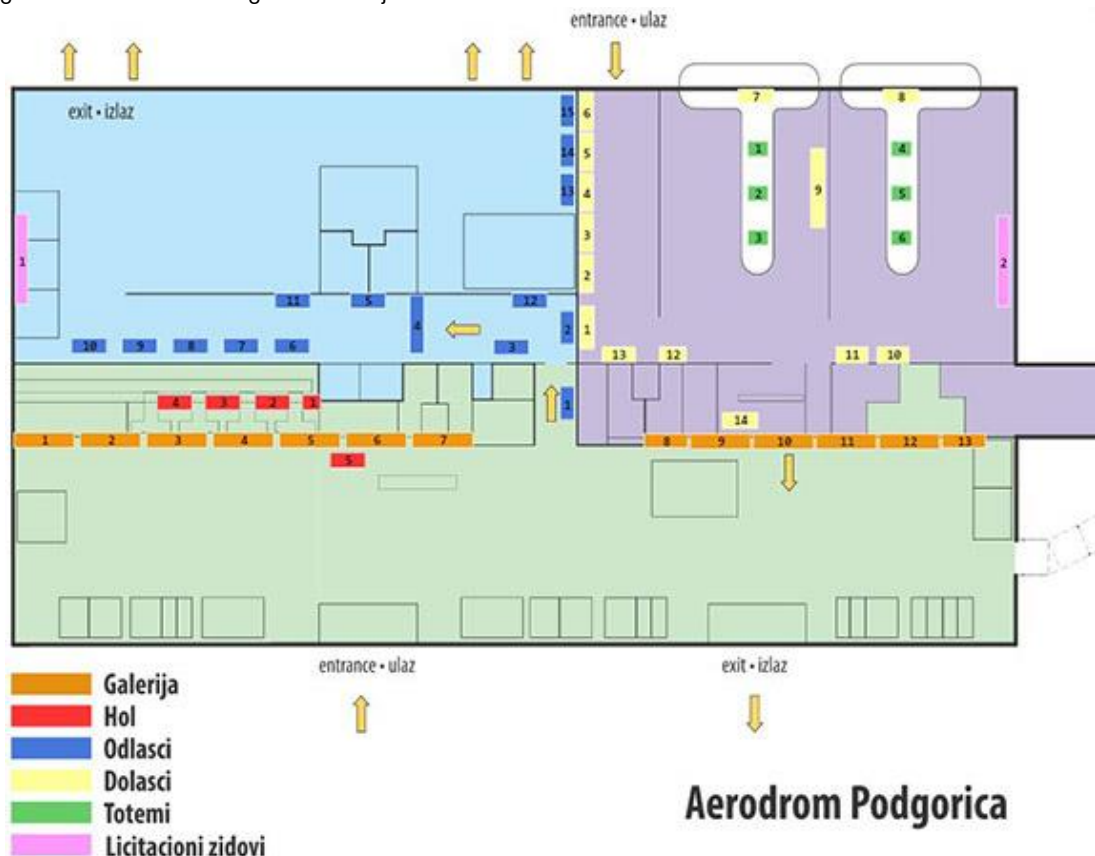 entrance • ulaz
exit • izlaz
7 8
15 6
1 4
14 5
13 4 9
2 5
3 3 6
1 2 2
11 5 12
4 2 1
10 9 8 7 6 3 13 12 11 10
4 3 2 1 1
14
1 2 3 4 5 6 7 8 9 10 11 12 13
5
entrance • ulaz
exit • izlaz
Galerija
Hol
Odlasci
Dolasci
Totemi
Licitacioni zidovi
Aerodrom Podgorica